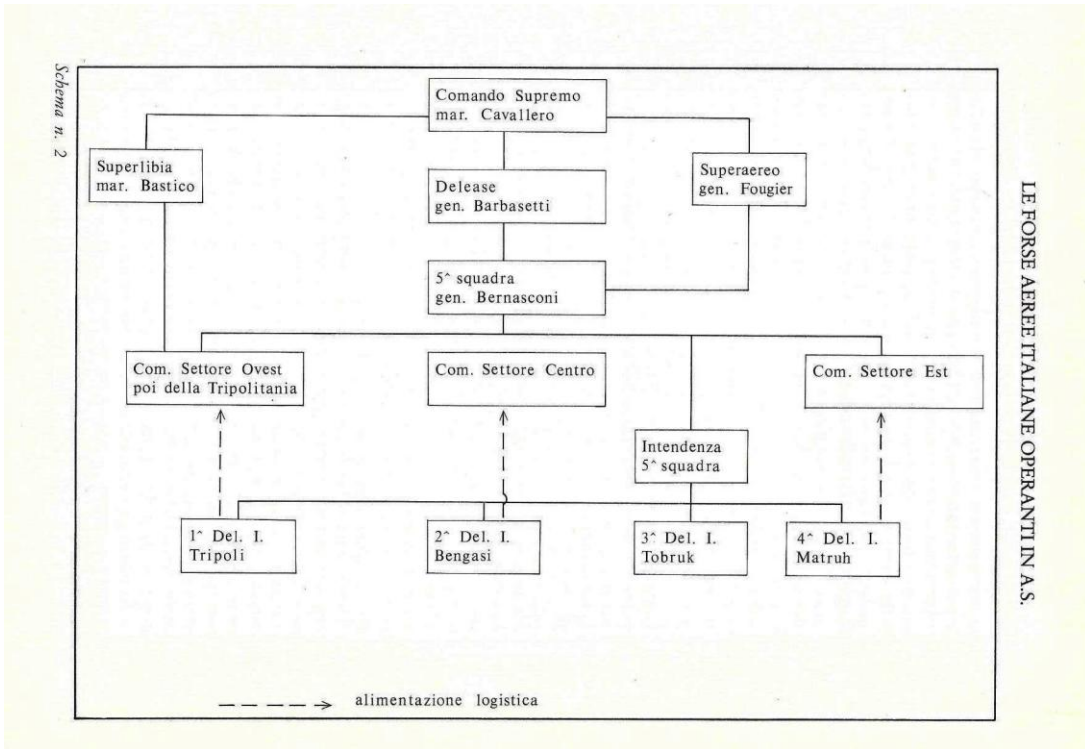 LE FORSE AEREE ITALIANE OPERANTI IN A.S.
Schema n. 2
Comando Supremo
mar. Cavallero
Superlibia
mar. Bastico
Delease
gen. Barbasetti
Superaereo
gen. Fougier
5^ squadra
gen. Bernasconi
Com. Settore Ovest
poi della Tripolitania
Com. Settore Centro
Com. Settore Est
Intendenza
5^ squadra
1^ Del. I.
Tripoli
2^ Del. I.
Bengasi
3^ Del. I.
Tobruk
4^ Del. I.
Matruh
alimentazione logistica